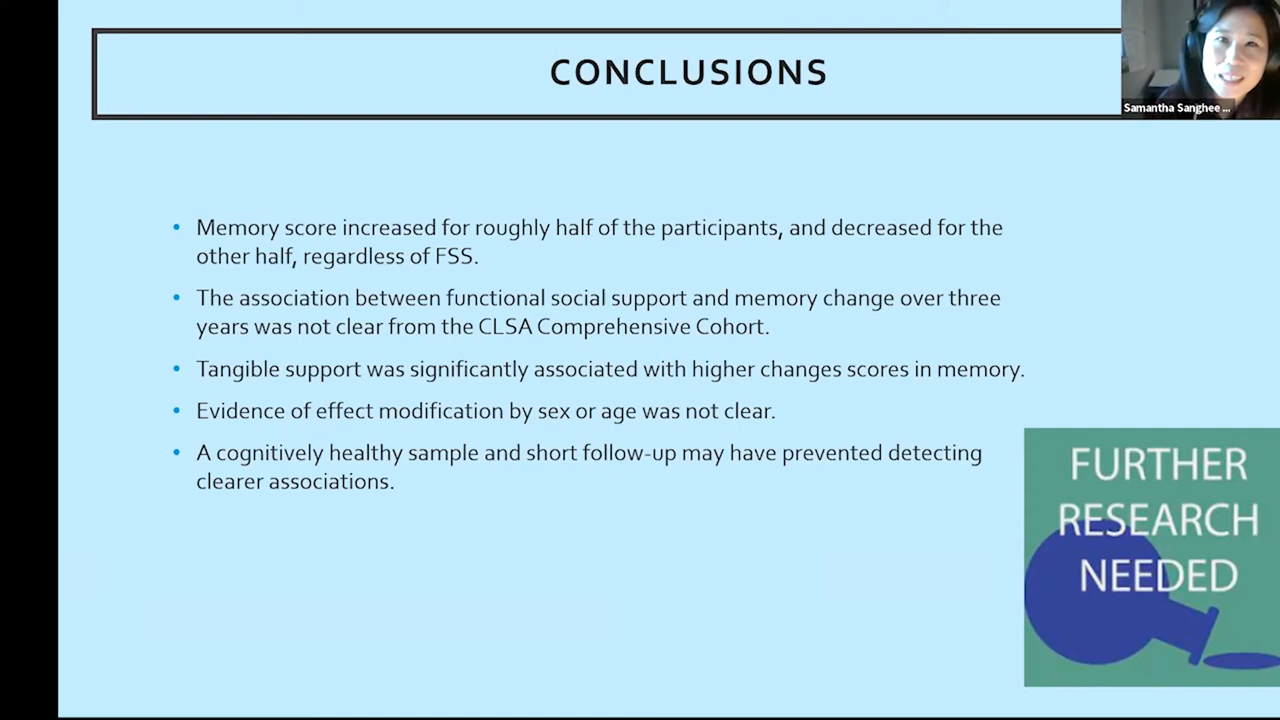 CONCLUSIONS
Samantha Sanghee ...
• Memory score increased for roughly half of the participants, and decreased for the
other half, regardless of FSS.
• The association between functional social support and memory change over three
years was not clear from the CLSA Comprehensive Cohort.
• Tangible support was significantly associated with higher changes scores in memory.
• Evidence of effect modification by sex or age was not clear.
• A cognitively healthy sample and short follow-up may have prevented detecting
clearer associations.
FURTHER
RESEARCH
NEEDED